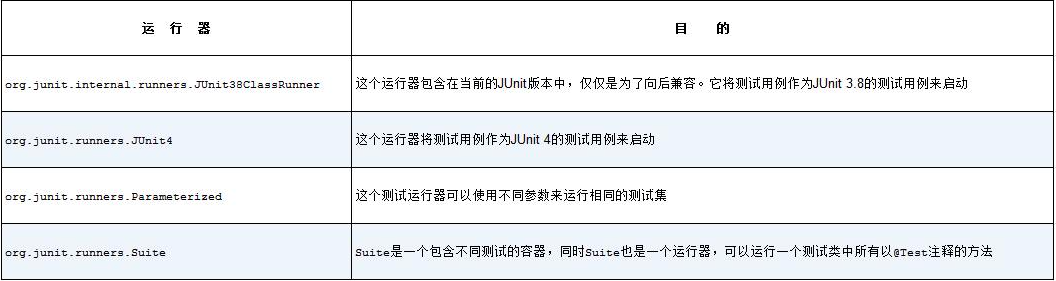 运 行 器 目 的
org.junit.internal.runners.JUnit38ClassRunner 这个运行器包含在当前的JUnit版本中，仅仅是为了向后兼容。它将测试用例作为JUnit 3.8的测试用例来启动
org.junit.runners.JUnit4 这个运行器将测试用例作为JUnit 4的测试用例来启动
org.junit.runners.Parameterized 这个测试运行器可以使用不同参数来运行相同的测试集
org.junit.runners.Suite Suite是一个包含不同测试的容器，同时Suite也是一个运行器，可以运行一个测试类中所有以@Test注释的方法